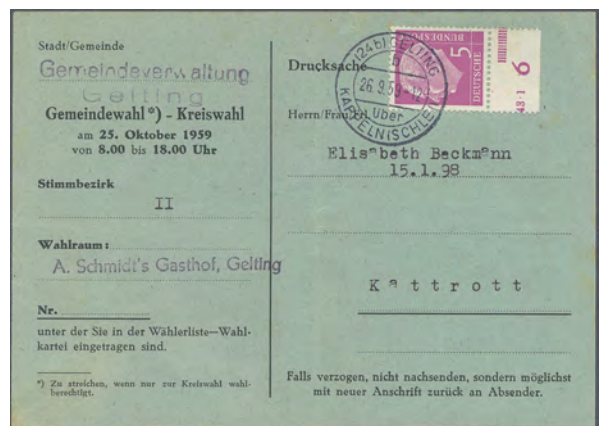 Stadt/Gemeinde
Gemeindeverwaltung
Gelting
Gemeindewahl *) - Kreiswahl
am 25. Oktober 1959
von 8.00 bis 18.00 Uhr
Stimmbezirk
II
Wahlraum:
A. Schmidt's Gasthof, Gelting
Nr.
unter der Sie in der Wählerliste—Wahl-
kartei eingetragen sind.
*) Zu streichen, wenn nur zur Kreiswahl wahl-
berechtigt.
Drucksache
(24b) GELTING
b
26.9.59-12
über
KAPPELN(SCHLEI)
5
DEUTSCHE
BUNDESPOST
6
Herrn/Frau/Frl.
Elisabeth Beckmann
15.1.98
Kattrott
Falls verzogen, nicht nachsenden, sondern möglichst
mit neuer Anschrift zurück an Absender.